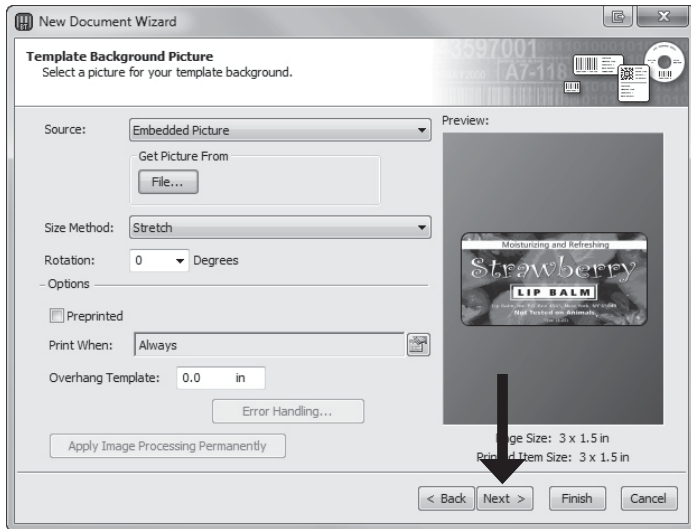 New Document Wizard
Template Background Picture
Select a picture for your template background.
3597001
A7-118
Source: Embedded Picture
Get Picture From
File...
Size Method: Stretch
Rotation: 0 Degrees
Options
Preprinted
Print When: Always
Overhang Template: 0.0 in
Error Handling...
Apply Image Processing Permanently
Preview:
Moisturizing and Refreshing
Strawberry
LIP BALM
Not Tested on Animals
Size: 3 x 1.5 in
Item Size: 3 x 1.5 in
< Back
Next >
Finish
Cancel